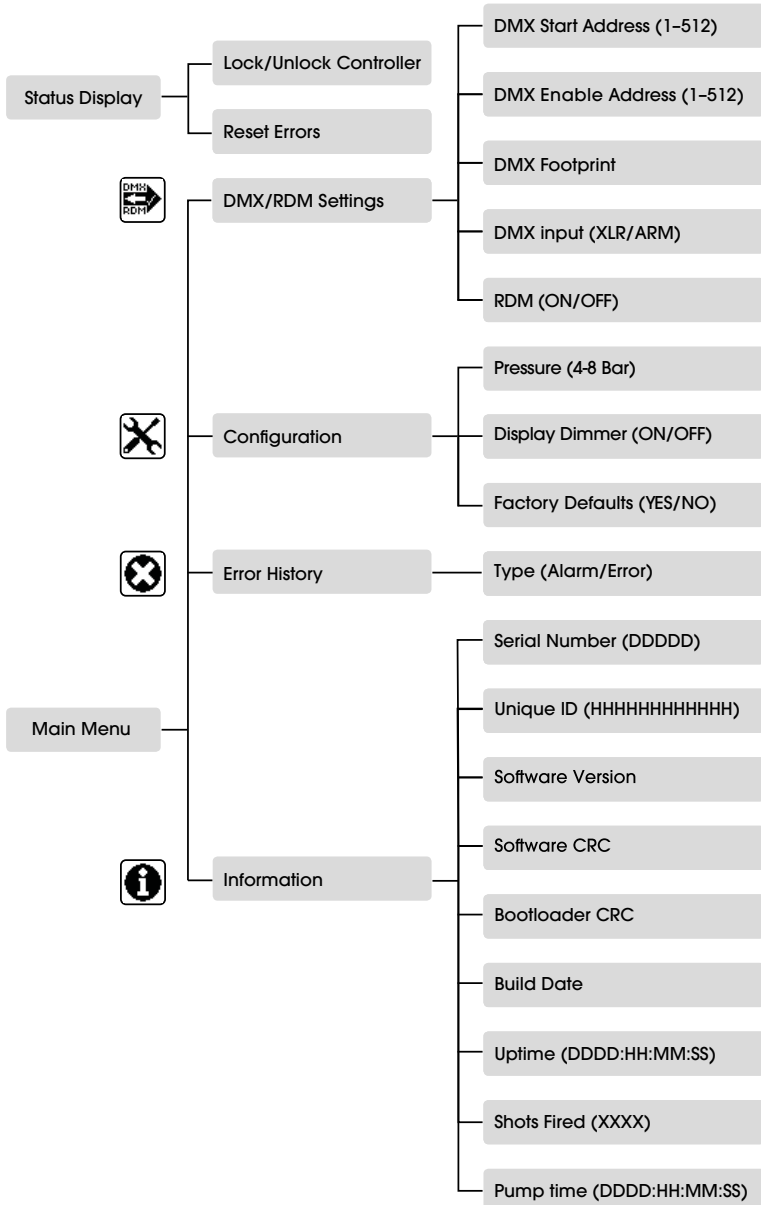 DMX Start Address (1–512)
Lock/Unlock Controller
Status Display
DMX Enable Address (1–512)
Reset Errors
DMX Footprint
DMX
RDM
DMX/RDM Settings
DMX input (XLR/ARM)
RDM (ON/OFF)
Pressure (4-8 Bar)
Configuration
Display Dimmer (ON/OFF)
Factory Defaults (YES/NO)
Error History
Type (Alarm/Error)
Serial Number (DDDDD)
Main Menu
Unique ID (HHHHHHHHHHHH)
Software Version
Software CRC
Information
Bootloader CRC
Build Date
Uptime (DDDD:HH:MM:SS)
Shots Fired (XXXX)
Pump time (DDDD:HH:MM:SS)